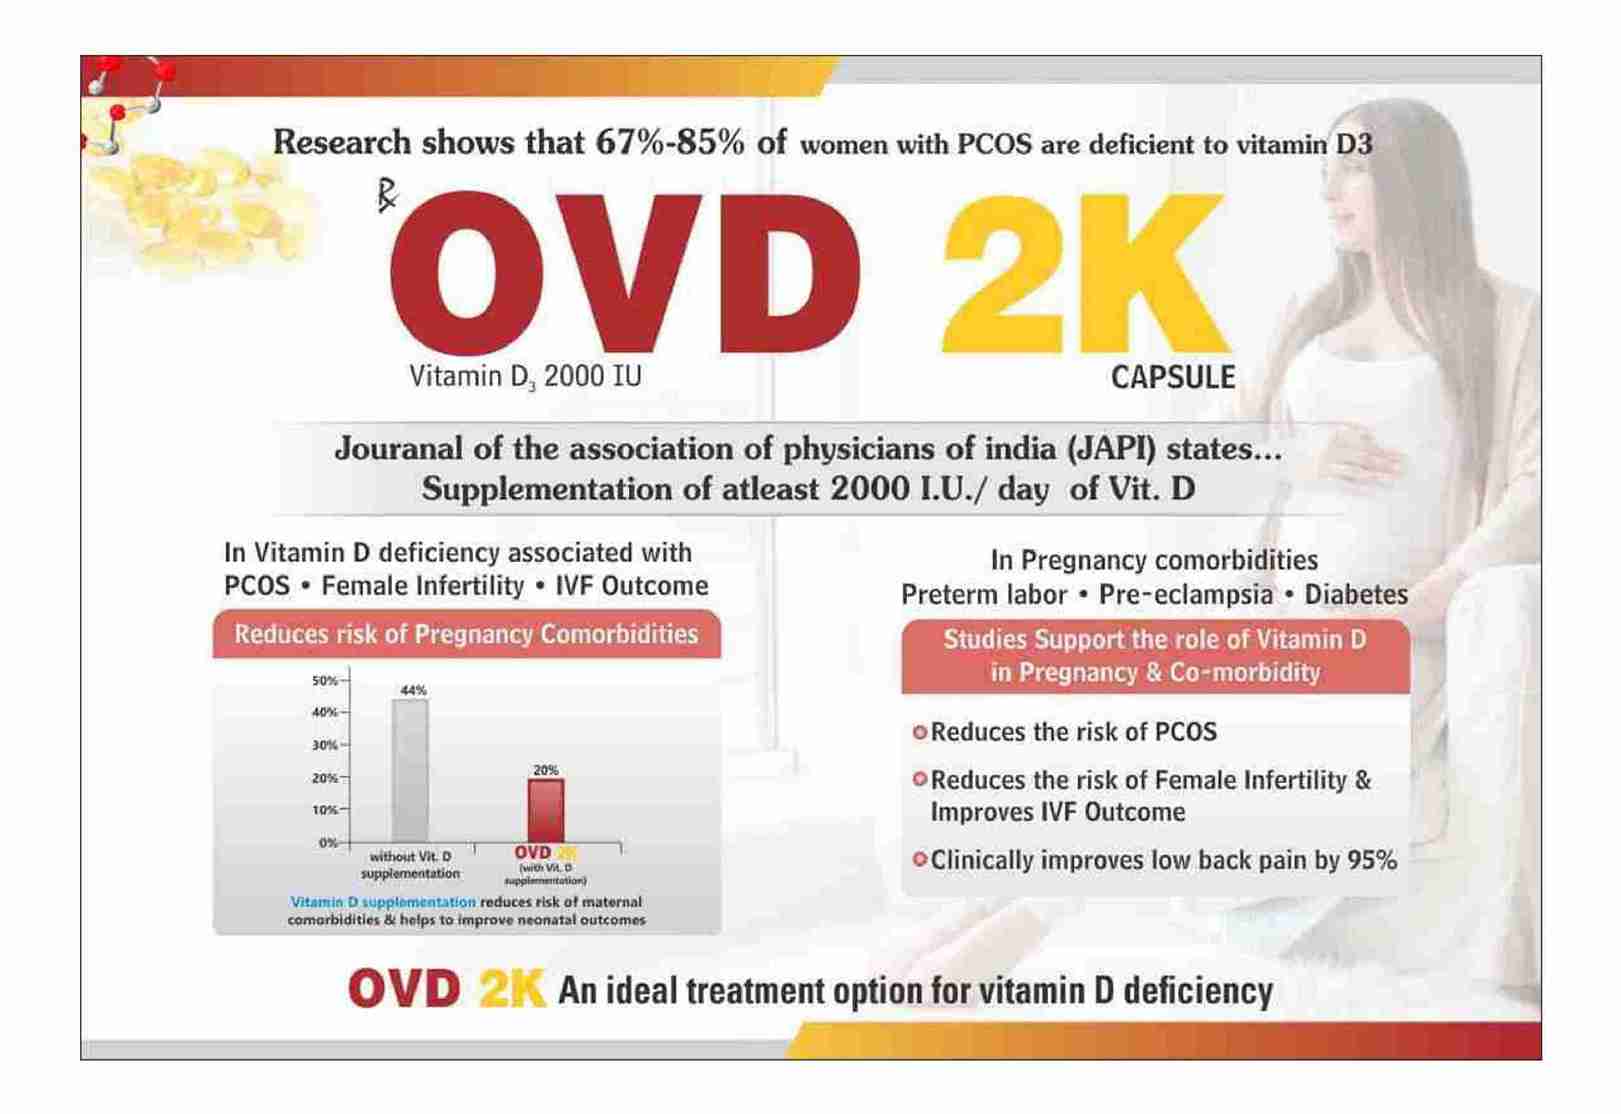 Research shows that 67%-85% of women with PCOS are deficient to vitamin D3
℞
OVD 2K
Vitamin D₃ 2000 IU
CAPSULE
Jouranal of the association of physicians of india (JAPI) states...
Supplementation of atleast 2000 I.U./ day of Vit. D
In Vitamin D deficiency associated with
PCOS • Female Infertility • IVF Outcome
Reduces risk of Pregnancy Comorbidities
50%
40%
30%
20%
10%
0%
44%
20%
without Vit. D
supplementation
OVD 2K
(with Vit. D
supplementation)
Vitamin D supplementation reduces risk of maternal
comorbidities & helps to improve neonatal outcomes
In Pregnancy comorbidities
Preterm labor • Pre-eclampsia • Diabetes
Studies Support the role of Vitamin D
in Pregnancy & Co-morbidity
Reduces the risk of PCOS
Reduces the risk of Female Infertility &
Improves IVF Outcome
Clinically improves low back pain by 95%
OVD 2K An ideal treatment option for vitamin D deficiency